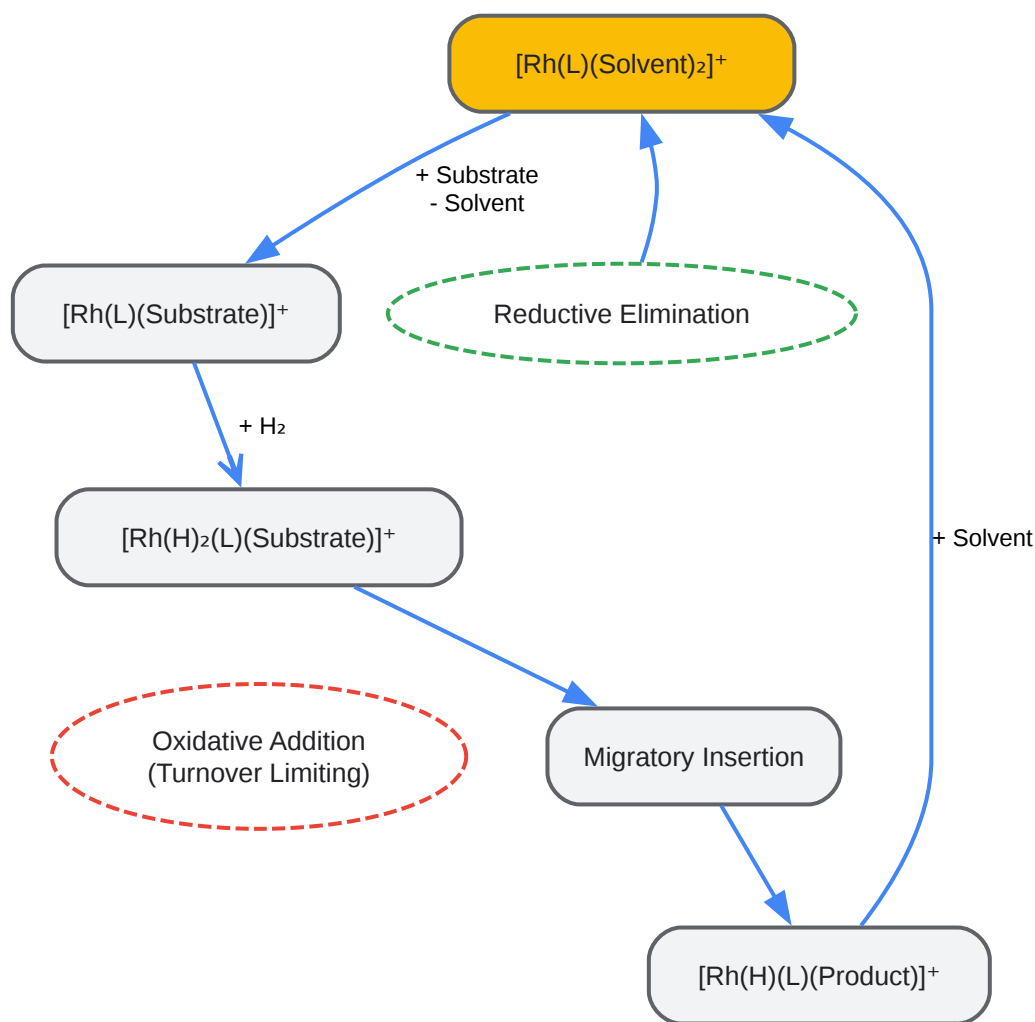 [Rh(L)(Solvent)₂]⁺
+ Substrate
- Solvent
[Rh(L)(Substrate)]⁺
Reductive Elimination
+ H₂
[Rh(H)₂(L)(Substrate)]⁺
+ Solvent
Oxidative Addition
(Turnover Limiting)
Migratory Insertion
[Rh(H)(L)(Product)]⁺